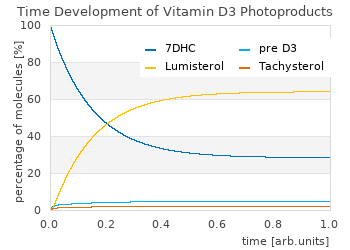 Time Development of Vitamin D3 Photoproducts
percentage of molecules [%]
100
80
60
40
20
0
7DHC
pre D3
Lumisterol
Tachysterol
0.0 0.2 0.4 0.6 0.8 1.0
time [arb.units]